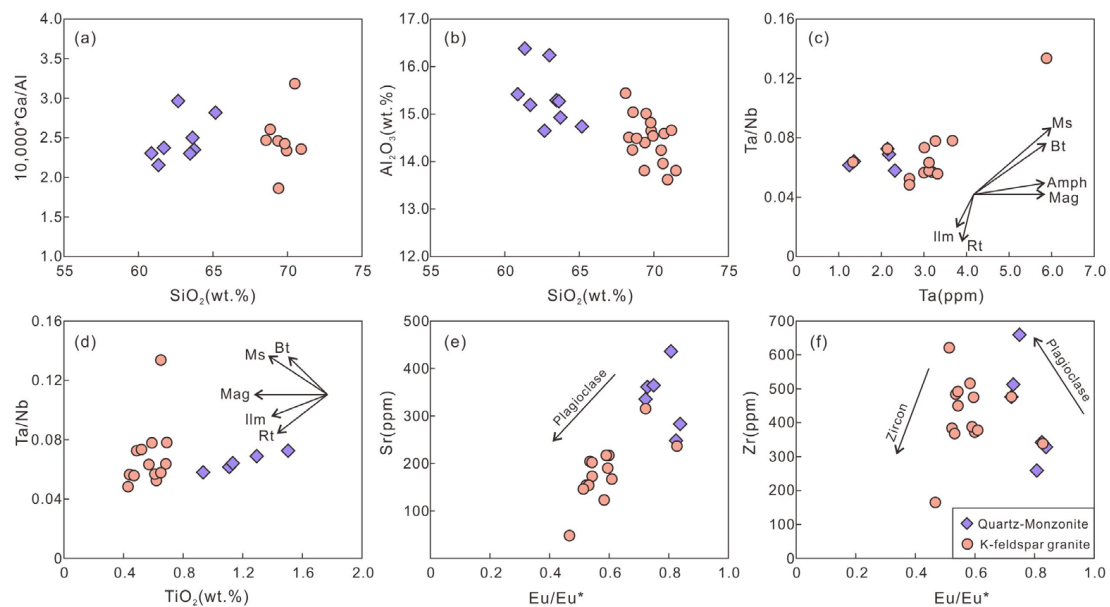 (a)
10,000*Ga/Al
4.0
3.5
3.0
2.5
2.0
1.5
1.0
55
60
65
70
75
SiO₂(wt.%)
(b)
Al₂O₃(wt.%)
17.0
16.0
15.0
14.0
13.0
12.0
55
60
65
70
75
SiO₂(wt.%)
(c)
Ta/Nb
0.16
0.12
0.08
0.04
0
Ms
Bt
Amph
Mag
Ilm
Rt
0
1.0
2.0
3.0
4.0
5.0
6.0
7.0
Ta(ppm)
(d)
Ta/Nb
0.16
0.12
0.08
0.04
0
Ms
Bt
Mag
Ilm
Rt
0
0.4
0.8
1.2
1.6
2.0
TiO₂(wt.%)
(e)
Sr(ppm)
500
400
300
200
100
0
Plagioclase
0
0.2
0.4
0.6
0.8
1.0
Eu/Eu*
(f)
Zr(ppm)
700
600
500
400
300
200
100
0
Zircon
Plagioclase
Quartz-Monzonite
K-feldspar granite
0
0.2
0.4
0.6
0.8
1.0
Eu/Eu*